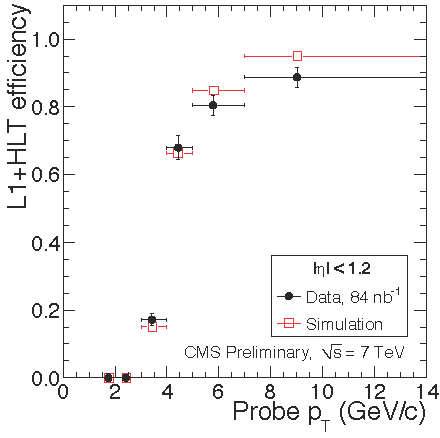 L1+HLT efficiency
1.0
0.8
0.6
0.4
0.2
0.0
|η| < 1.2
Data, 84 nb⁻¹
Simulation
CMS Preliminary, √s = 7 TeV
0 2 4 6 8 10 12 14
Probe p_T (GeV/c)